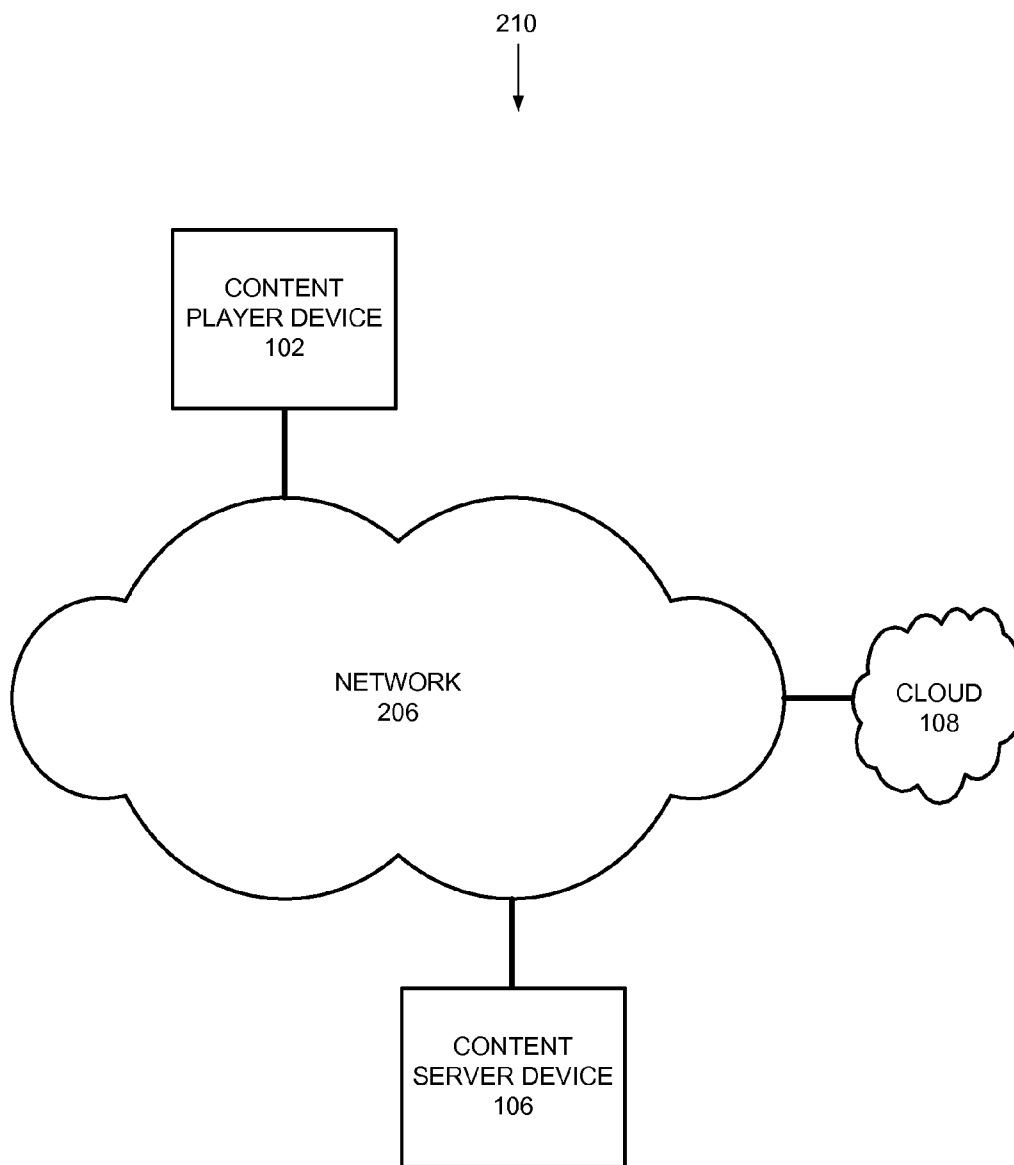 210
CONTENT
PLAYER DEVICE
102
NETWORK
206
CLOUD
108
CONTENT
SERVER DEVICE
106